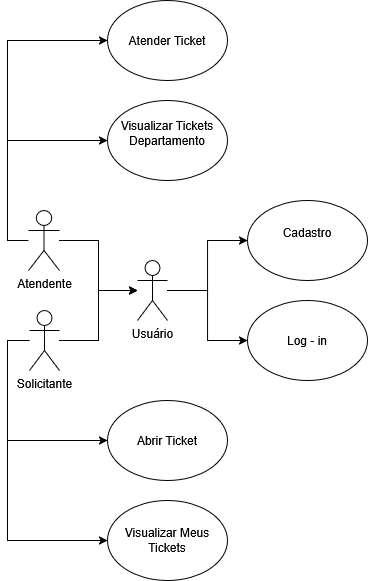 Atender Ticket
Visualizar Tickets
Departamento
Cadastro
Atendente
Usuário
Log - in
Solicitante
Abrir Ticket
Visualizar Meus
Tickets